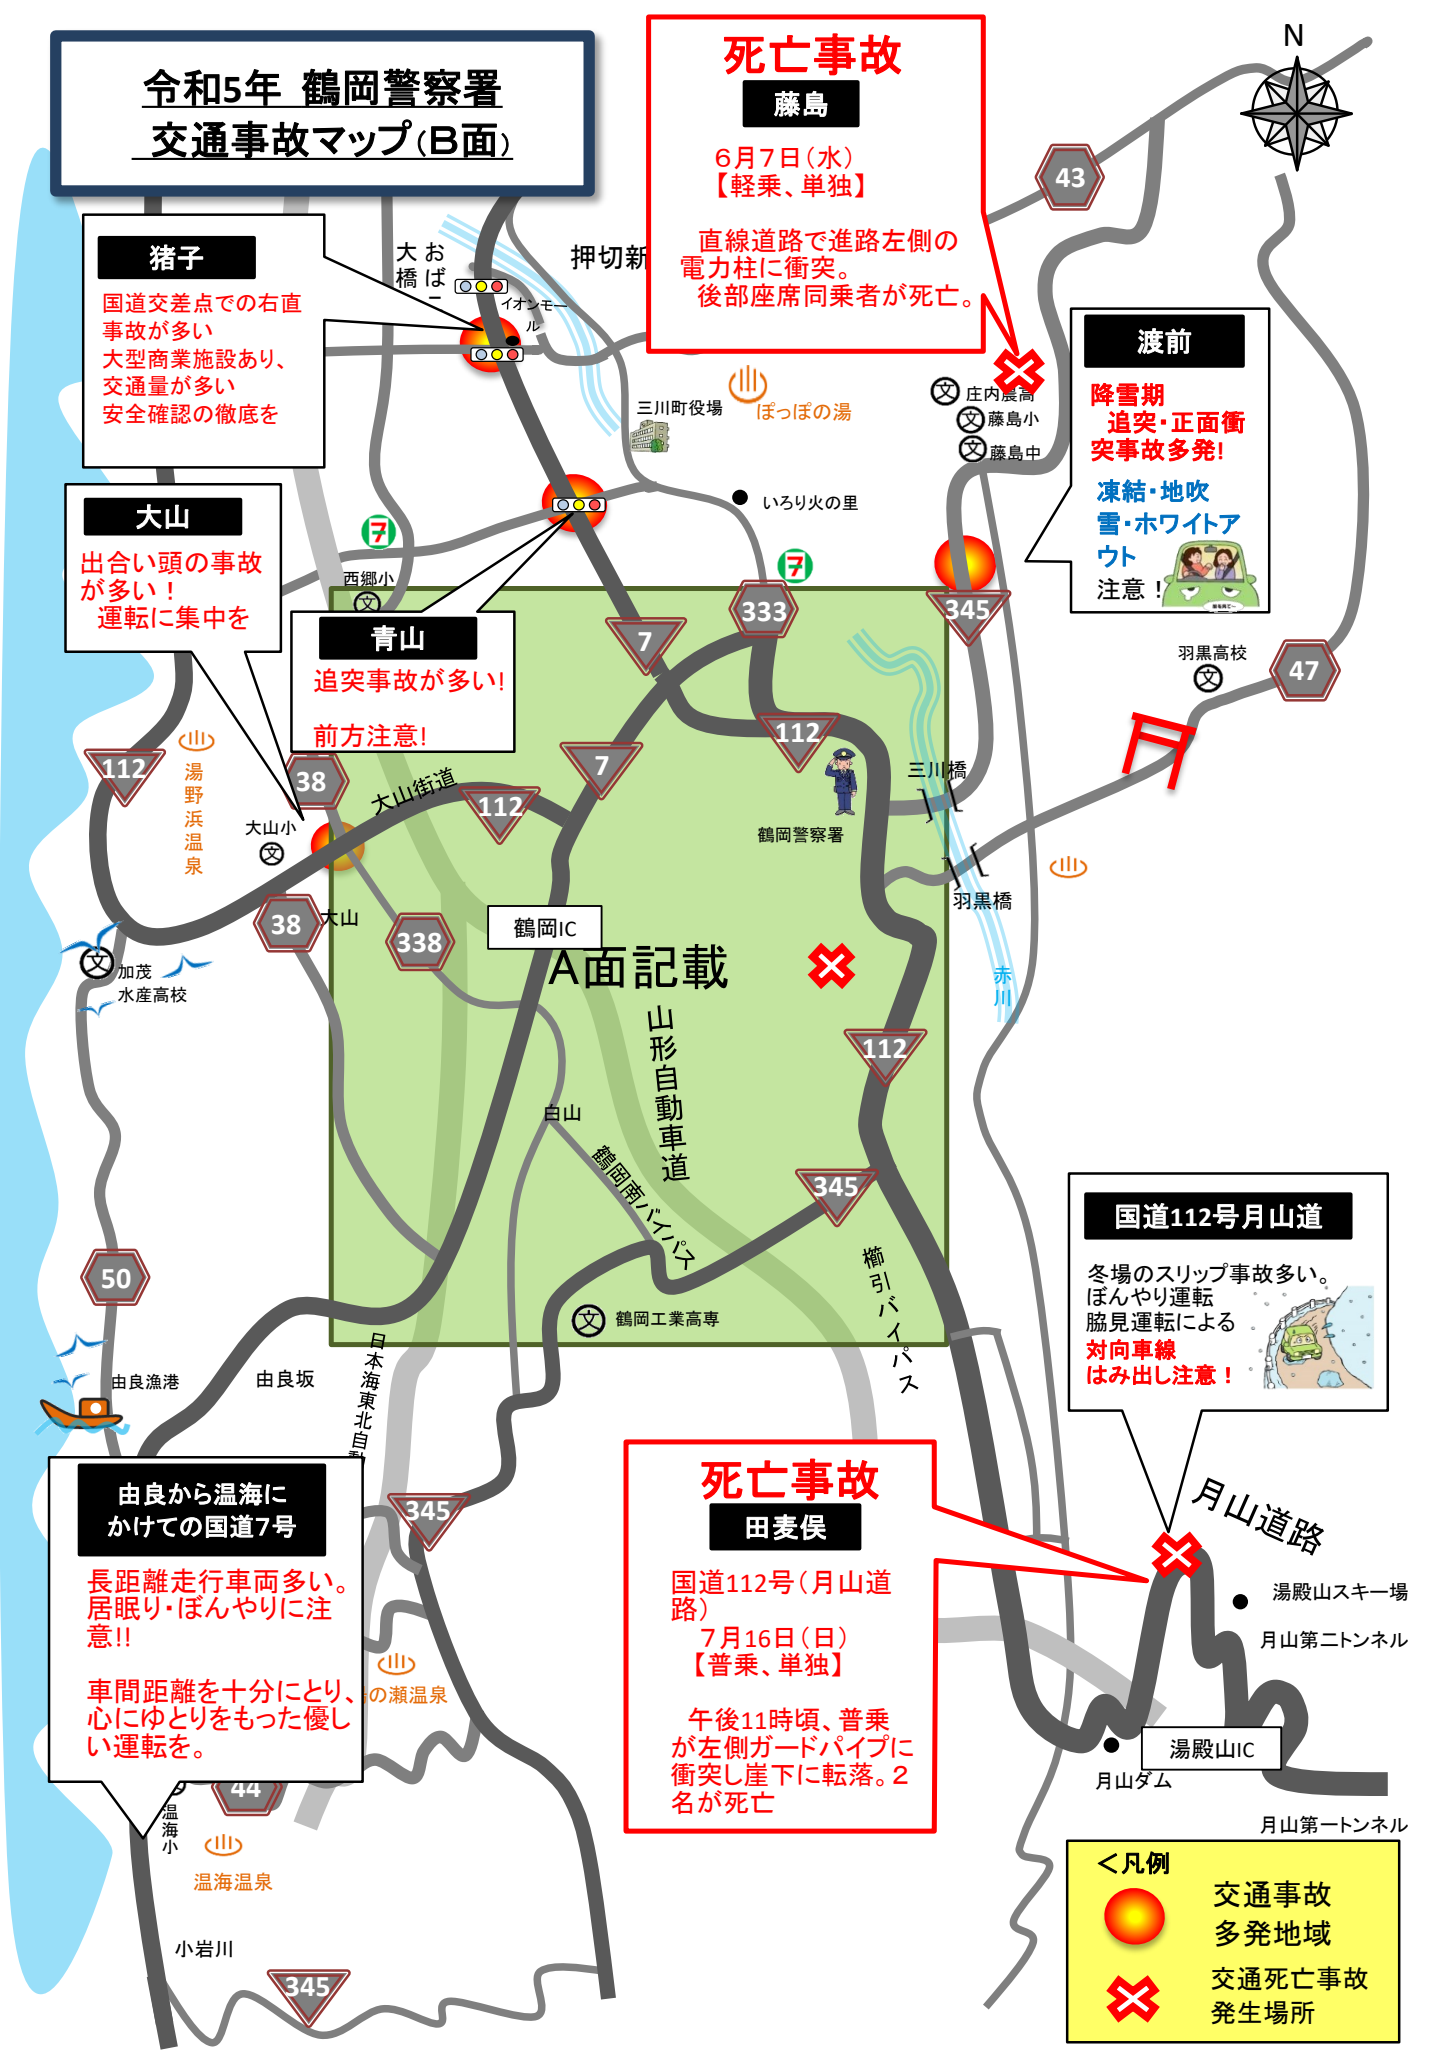 令和5年 鶴岡警察署
交通事故マップ(B面)
死亡事故
藤島
6月7日(水)
【軽乗、単独】
直線道路で進路左側の
電力柱に衝突。
後部座席同乗者が死亡。
N
43
猪子
国道交差点での右直
事故が多い
大型商業施設あり、
交通量が多い
安全確認の徹底を
おばー
大橋
押切新
イオンモー
ル
三川町役場
ぽっぽの湯
庄内農高
藤島小
藤島中
渡前
降雪期
追突・正面衝
突事故多発!
凍結・地吹
雪・ホワイトア
ウト
注意!
大山
出合い頭の事故
が多い!
運転に集中を
いろり火の里
西郷小
文
青山
追突事故が多い!
前方注意!
7
333
345
羽黒高校
47
112
湯野浜温泉
38
大山街道
112
7
112
三川橋
鶴岡警察署
大山小
羽黒橋
38
大山
338
鶴岡IC
A面記載
加茂
水産高校
赤川
山形自動車道
112
白山
鶴岡南バイパス
345
櫛引バイパス
50
鶴岡工業高専
国道112号月山道
冬場のスリップ事故多い。
ぼんやり運転
脇見運転による
対向車線
はみ出し注意!
由良漁港
由良坂
日本海東北自動
由良から温海に
かけての国道7号
長距離走行車両多い。
居眠り・ぼんやりに注
意!!
車間距離を十分にとり、
心にゆとりをもった優し
い運転を。
345
死亡事故
田麦俣
国道112号(月山道
路)
7月16日(日)
【普乗、単独】
午後11時頃、普乗
が左側ガードパイプに
衝突し崖下に転落。2
名が死亡
月山道路
湯殿山スキー場
月山第二トンネル
の瀬温泉
湯殿山IC
月山ダム
月山第一トンネル
44
温海小
温海温泉
小岩川
345
<凡例
交通事故
多発地域
交通死亡事故
発生場所